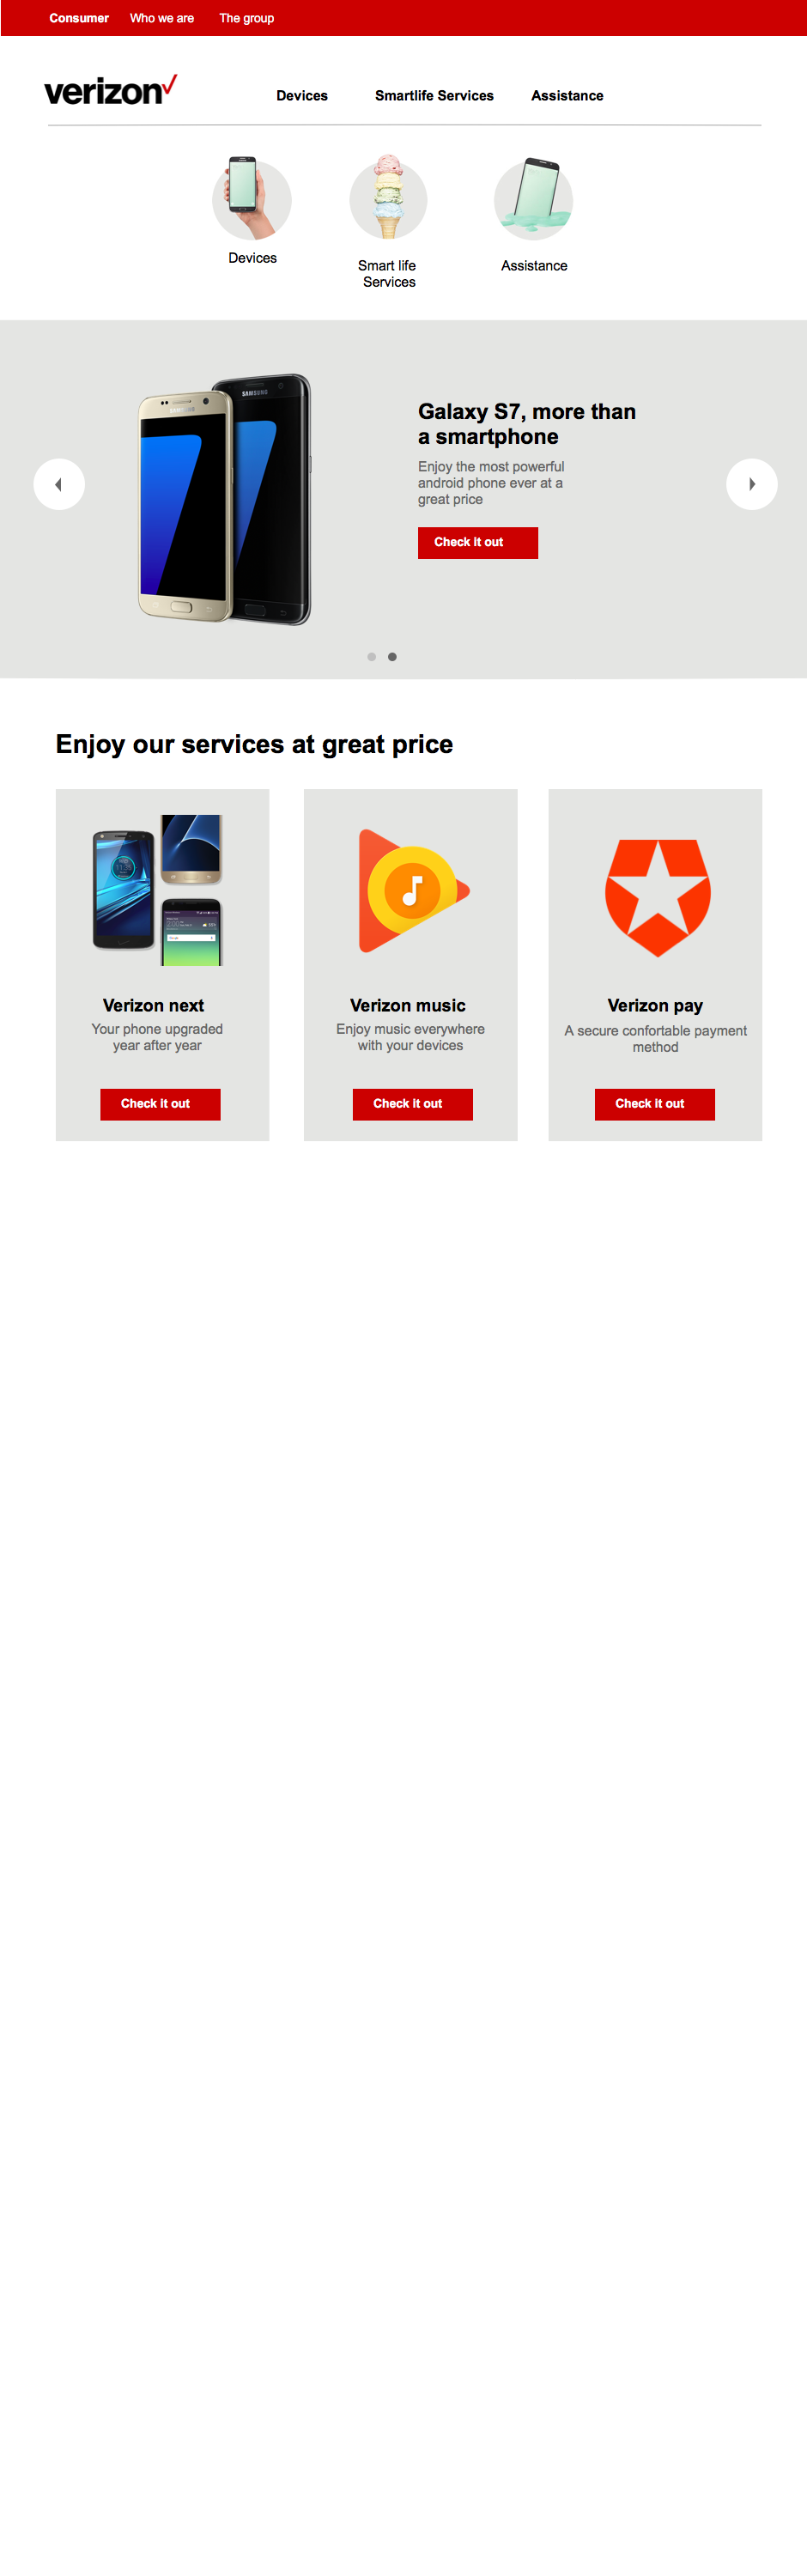 Consumer Who we are The group
verizon
Devices Smartlife Services Assistance
Devices
Smart life
Services
Assistance
SAMSUNG
SAMSUNG
Galaxy S7, more than
a smartphone
Enjoy the most powerful
android phone ever at a
great price
Check it out
Enjoy our services at great price
Google
Verizon next
Your phone upgraded
year after year
Check it out
Verizon music
Enjoy music everywhere
with your devices
Check it out
Verizon pay
A secure confortable payment
method
Check it out